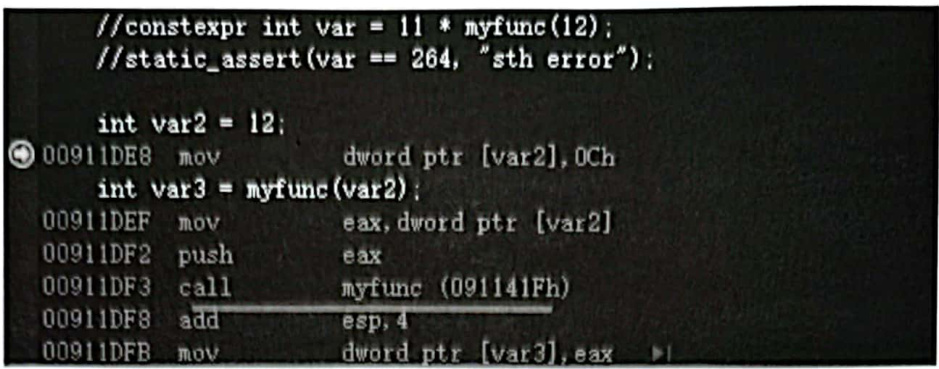 //constexpr int var = 11 * myfunc(12);
//static_assert(var == 264, "sth error");
int var2 = 12;
00911DE8 mov dword ptr [var2],0Ch
int var3 = myfunc(var2);
00911DEF mov eax,dword ptr [var2]
00911DF2 push eax
00911DF3 call myfunc (091141Fh)
00911DF8 add esp,4
00911DFB mov dword ptr [var3],eax